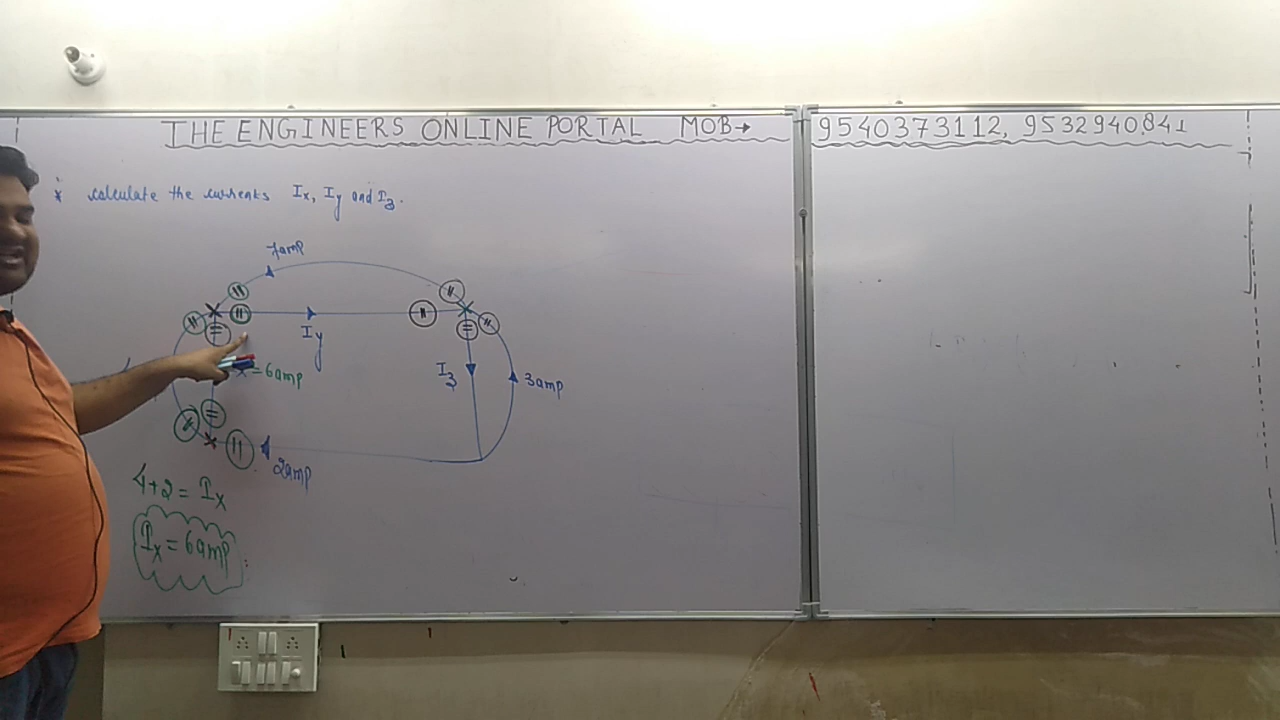 THE ENGINEERS ONLINE PORTAL MOB→ 9540373112, 9532940841
* calculate the currents Ix, Iy and I3.
7amp
Iy
= 6amp
I3
3amp
2amp
4+2 = Ix
Ix = 6amp